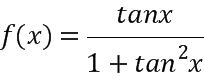 f(x) = tanx / (1 + tan²x)